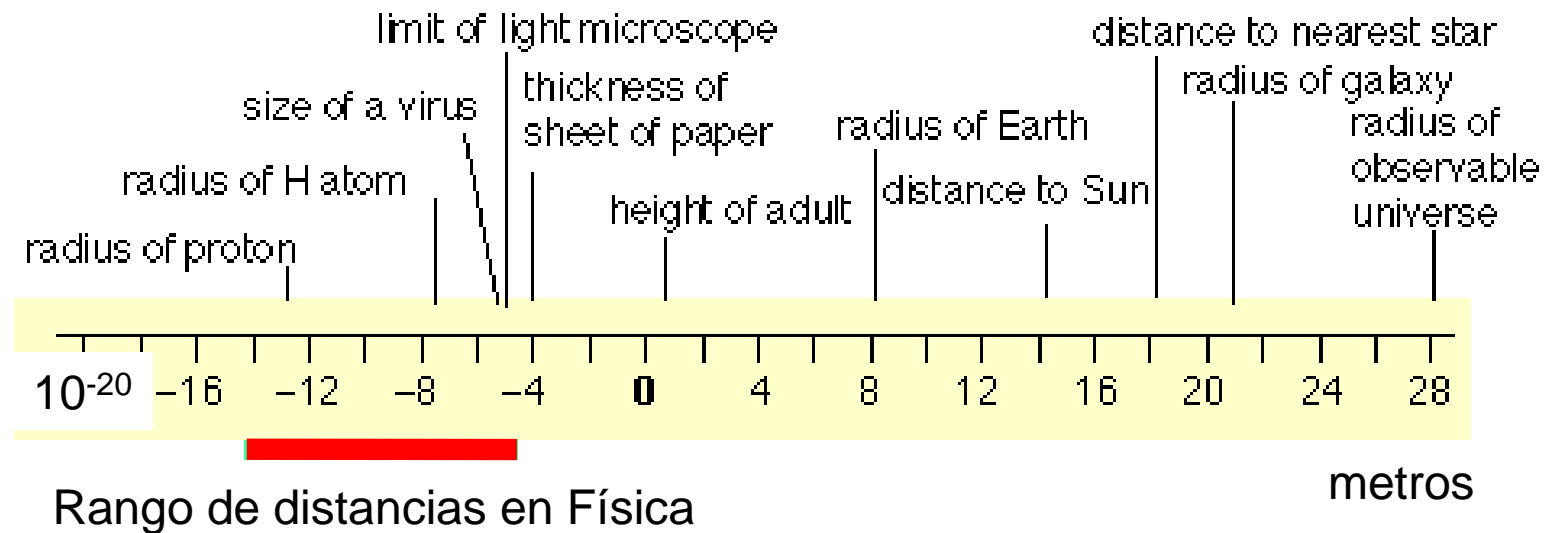 limit of light microscope
distance to nearest star
thickness of
sheet of paper
radius of galaxy
size of a virus
radius of Earth
radius of
observable
universe
radius of H atom
distance to Sun
height of adult
radius of proton
10-20 –16 –12 –8 –4 0 4 8 12 16 20 24 28
metros
Rango de distancias en Física